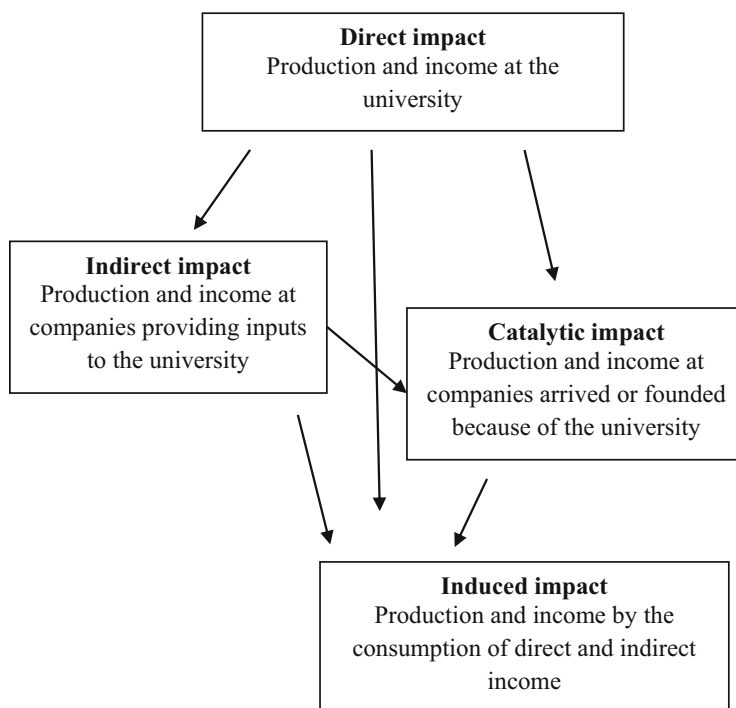 Direct impact
Production and income at the
university
Indirect impact
Production and income at
companies providing inputs
to the university
Catalytic impact
Production and income at
companies arrived or founded
because of the university
Induced impact
Production and income by the
consumption of direct and indirect
income